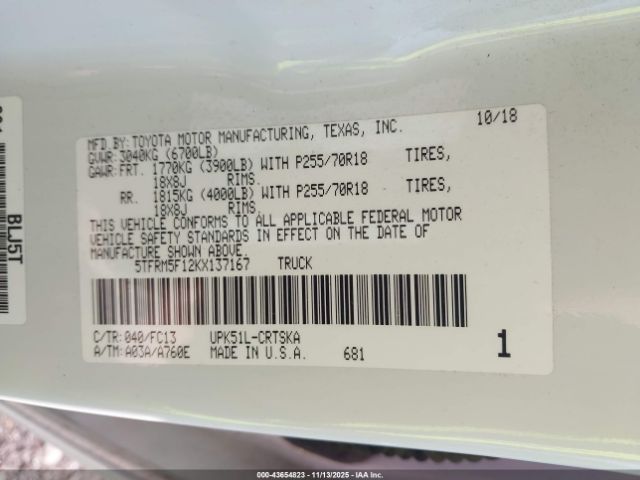 MFD.BY:TOYOTA MOTOR MANUFACTURING, TEXAS, INC. 10/18
GVWR:3040KG (6700LB)
GAWR:FRT. 1770KG (3900LB) WITH P255/70R18 TIRES,
18X8J RIMS
RR. 1815KG (4000LB) WITH P255/70R18 TIRES,
18X8J RIMS
THIS VEHICLE CONFORMS TO ALL APPLICABLE FEDERAL MOTOR
VEHICLE SAFETY STANDARDS IN EFFECT ON THE DATE OF
MANUFACTURE SHOWN ABOVE.
5TFRM5F12KX137167 TRUCK
C/TR:040/FC13 UPK51L-CRTSKA
A/TM:A03A/A760E MADE IN U.S.A. 681 1
BLJ5T
00-43654823 - 11/13/2025 - IAA Inc.